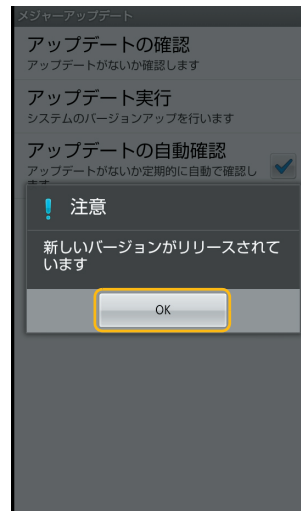 メジャーアップデート
アップデートの確認
アップデートがないか確認します
アップデート実行
システムのバージョンアップを行います
アップデートの自動確認
アップデートがないか定期的に自動で確認し
ます
注意
新しいバージョンがリリースされて
います
OK